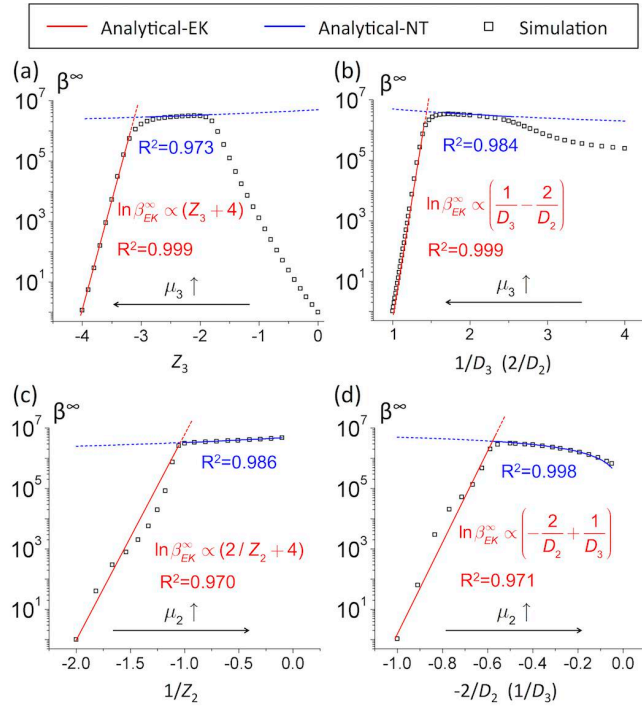 Analytical-EK Analytical-NT Simulation
(a) β∞
10⁷
10⁵
10³
10¹
R²=0.973
ln β∞EK ∝ (Z₃ + 4)
R²=0.999
μ₃ ↑
-4 -3 -2 -1 0
Z₃
(b) β∞
10⁷
10⁵
10³
10¹
R²=0.984
ln β∞EK ∝ (1/D₃ − 2/D₂)
R²=0.999
μ₃ ↑
1 2 3 4
1/D₃ (2/D₂)
(c) β∞
10⁷
10⁵
10³
10¹
R²=0.986
ln β∞EK ∝ (2 / Z₂ + 4)
R²=0.970
μ₂ ↑
-2.0 -1.5 -1.0 -0.5 0.0
1/Z₂
(d) β∞
10⁷
10⁵
10³
10¹
R²=0.998
ln β∞EK ∝ (−2/D₂ + 1/D₃)
R²=0.971
μ₂ ↑
-1.0 -0.8 -0.6 -0.4 -0.2 0.0
-2/D₂ (1/D₃)